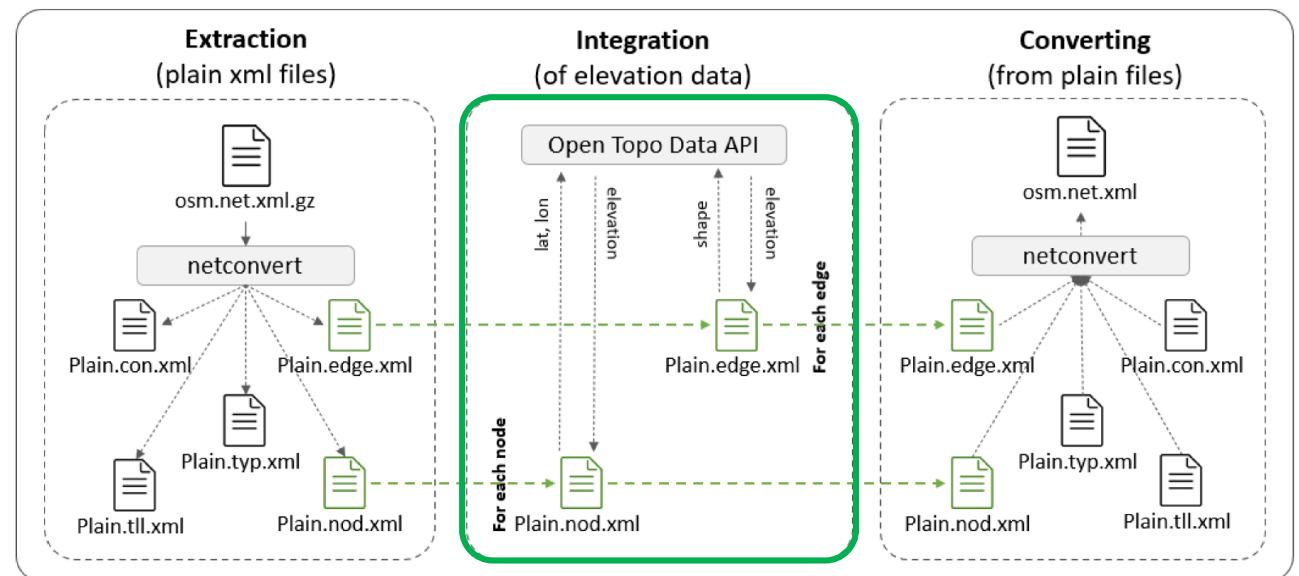 Extraction
(plain xml files)
osm.net.xml.gz
netconvert
Plain.con.xml
Plain.edge.xml
Plain.typ.xml
Plain.tll.xml
Plain.nod.xml
Integration
(of elevation data)
Open Topo Data API
lat, lon
elevation
shape
elevation
For each edge
Plain.edge.xml
For each node
Plain.nod.xml
Converting
(from plain files)
osm.net.xml
netconvert
Plain.edge.xml
Plain.con.xml
Plain.typ.xml
Plain.nod.xml
Plain.tll.xml